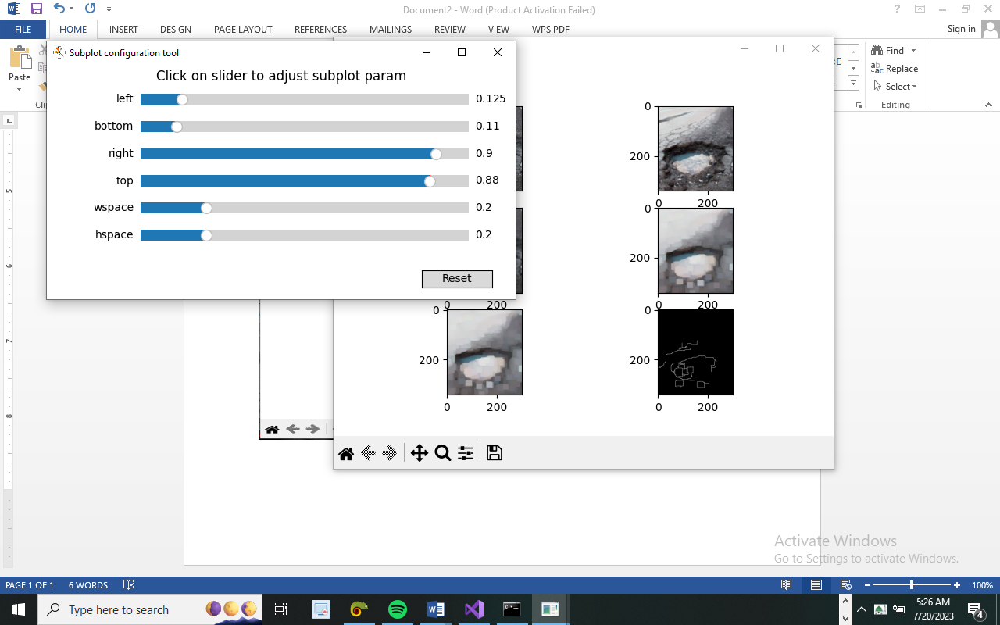 Document2 - Word (Product Activation Failed)
FILE HOME INSERT DESIGN PAGE LAYOUT REFERENCES MAILINGS REVIEW VIEW WPS PDF Sign in
Paste
Find
Replace
Select
Editing
Subplot configuration tool
Click on slider to adjust subplot param
left 0.125
bottom 0.11
right 0.9
top 0.88
wspace 0.2
hspace 0.2
Reset
0
200
0 200
0
200
0 200 0 200
0 0
200 200
0 200 0 200
5
6
7
8
Activate Windows
Go to Settings to activate Windows.
PAGE 1 OF 1 6 WORDS 100%
Type here to search
5:26 AM
7/20/2023
4